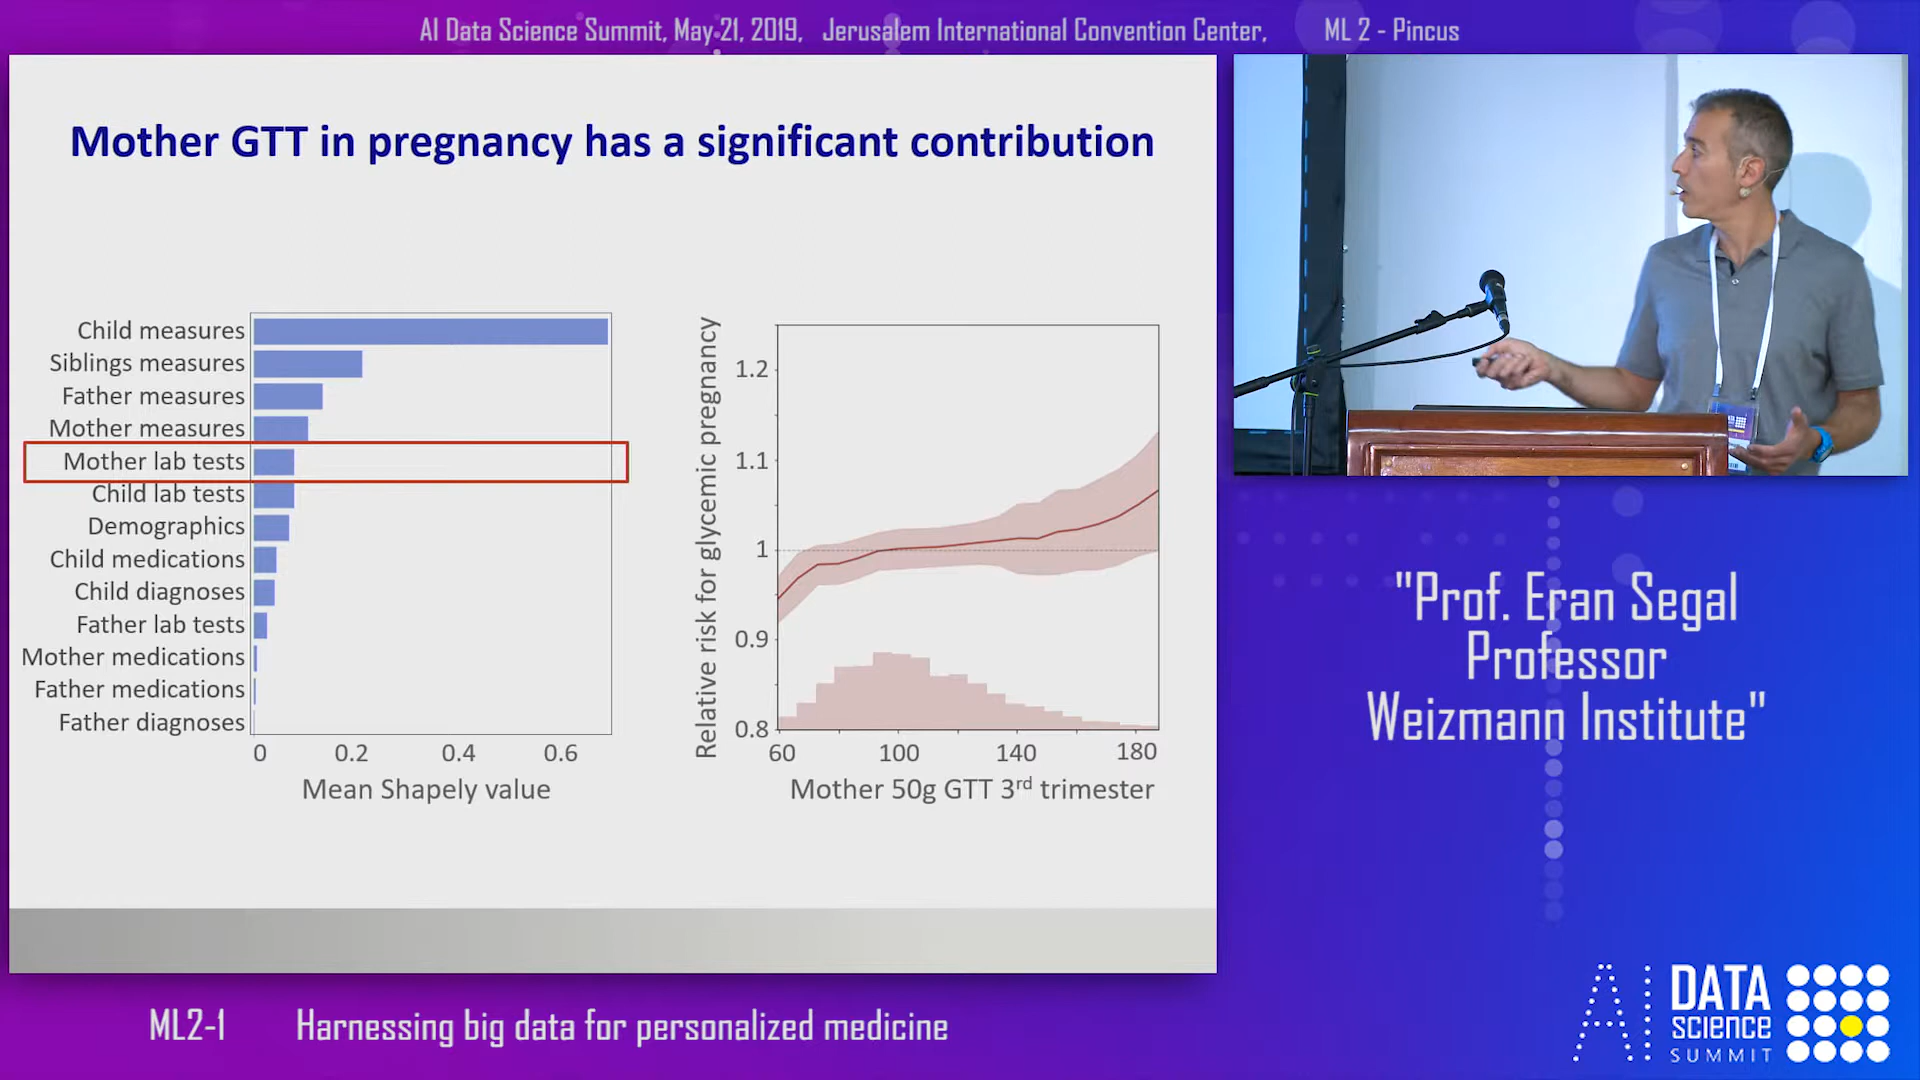 AI Data Science Summit, May 21, 2019, Jerusalem International Convention Center, ML 2 - Pincus
Mother GTT in pregnancy has a significant contribution
Child measures
Siblings measures
Father measures
Mother measures
Mother lab tests
Child lab tests
Demographics
Child medications
Child diagnoses
Father lab tests
Mother medications
Father medications
Father diagnoses
0 0.2 0.4 0.6
Mean Shapely value
Relative risk for glycemic pregnancy
1.2
1.1
1
0.9
0.8
60 100 140 180
Mother 50g GTT 3rd trimester
"Prof. Eran Segal
Professor
Weizmann Institute"
ML2-1 Harnessing big data for personalized medicine
AI DATA
SCIENCE
SUMMIT